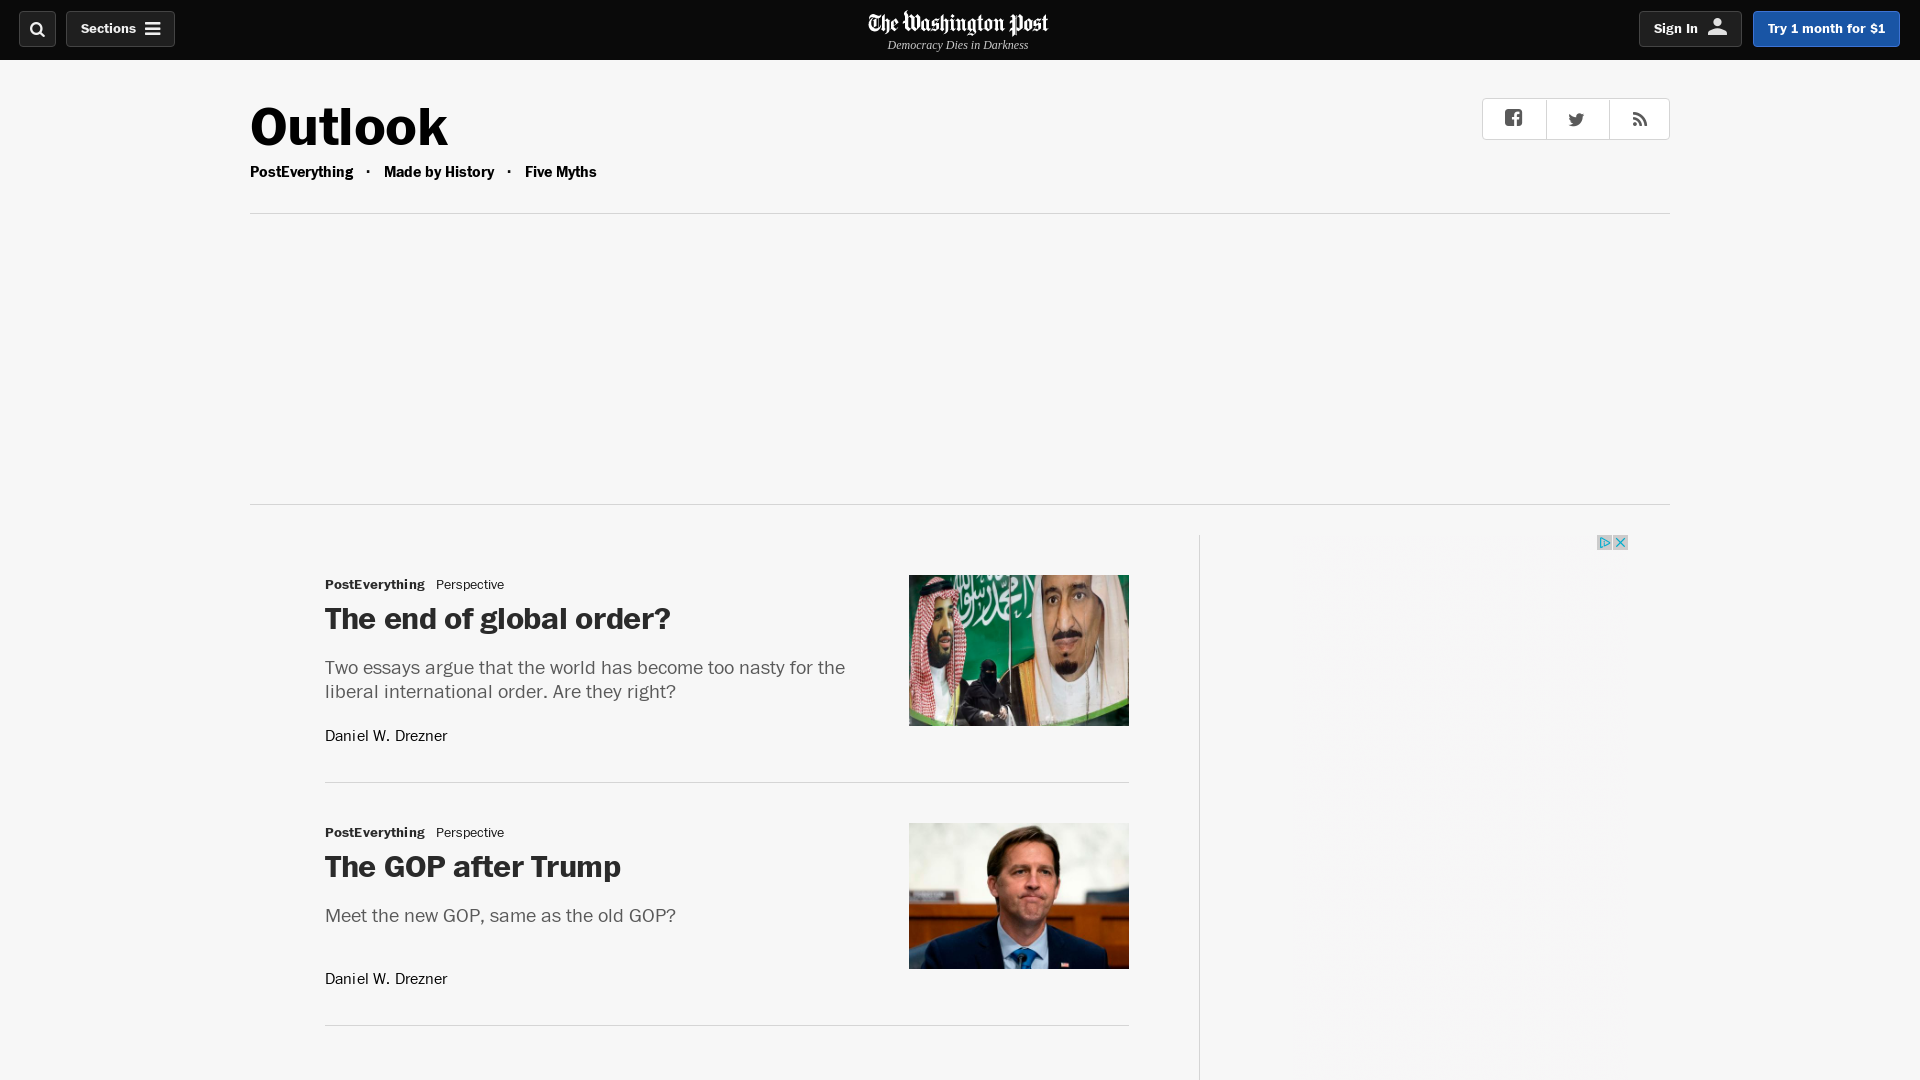 Sections
The Washington Post
Democracy Dies in Darkness
Sign In
Try 1 month for $1
Outlook
PostEverything · Made by History · Five Myths
PostEverything Perspective
The end of global order?
Two essays argue that the world has become too nasty for the
liberal international order. Are they right?
Daniel W. Drezner
PostEverything Perspective
The GOP after Trump
Meet the new GOP, same as the old GOP?
Daniel W. Drezner